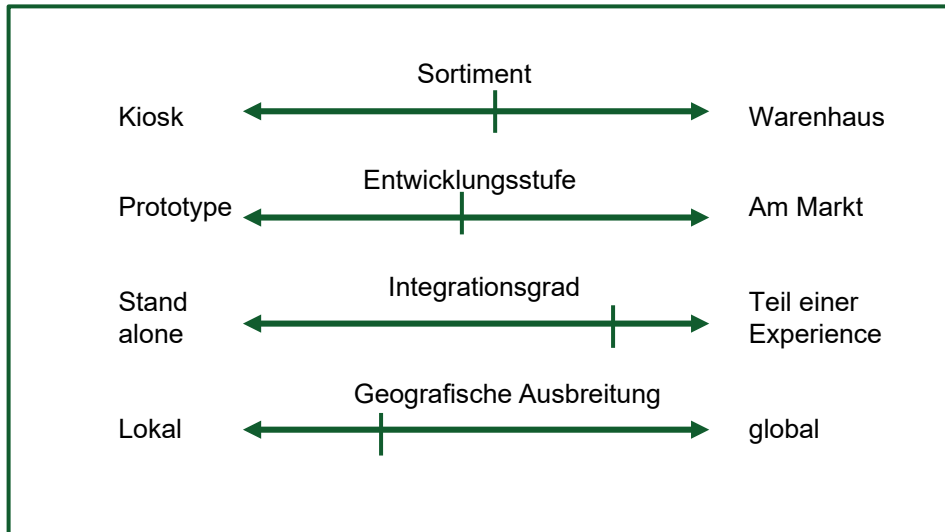 Sortiment
Kiosk
Warenhaus
Entwicklungsstufe
Prototype
Am Markt
Integrationsgrad
Stand
alone
Teil einer
Experience
Geografische Ausbreitung
Lokal
global